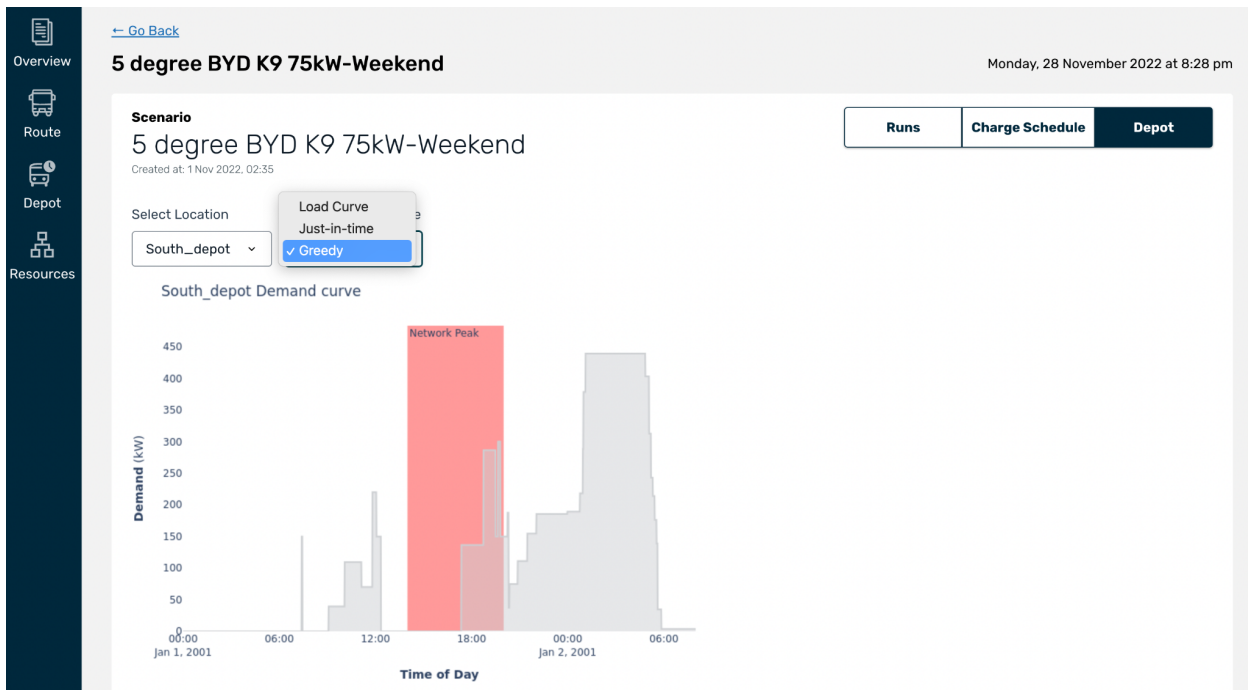 Overview
Route
Depot
Resources
← Go Back
5 degree BYD K9 75kW-Weekend
Monday, 28 November 2022 at 8:28 pm
Scenario
5 degree BYD K9 75kW-Weekend
Created at: 1 Nov 2022, 02:35
Runs
Charge Schedule
Depot
Select Location
South_depot
Load Curve
Just-in-time
✓ Greedy
South_depot Demand curve
Network Peak
Demand (kW)
450
400
350
300
250
200
150
100
50
0
00:00 06:00 12:00 18:00 00:00 06:00
Jan 1, 2001 Jan 2, 2001
Time of Day